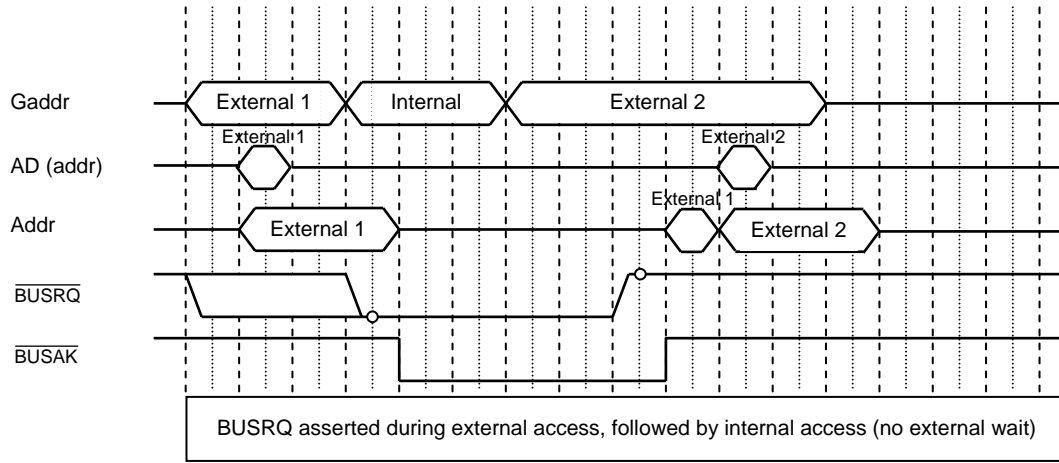 Gaddr External 1 Internal External 2
External 1 External 2
AD (addr)
External 1
Addr External 1 External 2
BUSRQ
BUSAK
BUSRQ asserted during external access, followed by internal access (no external wait)